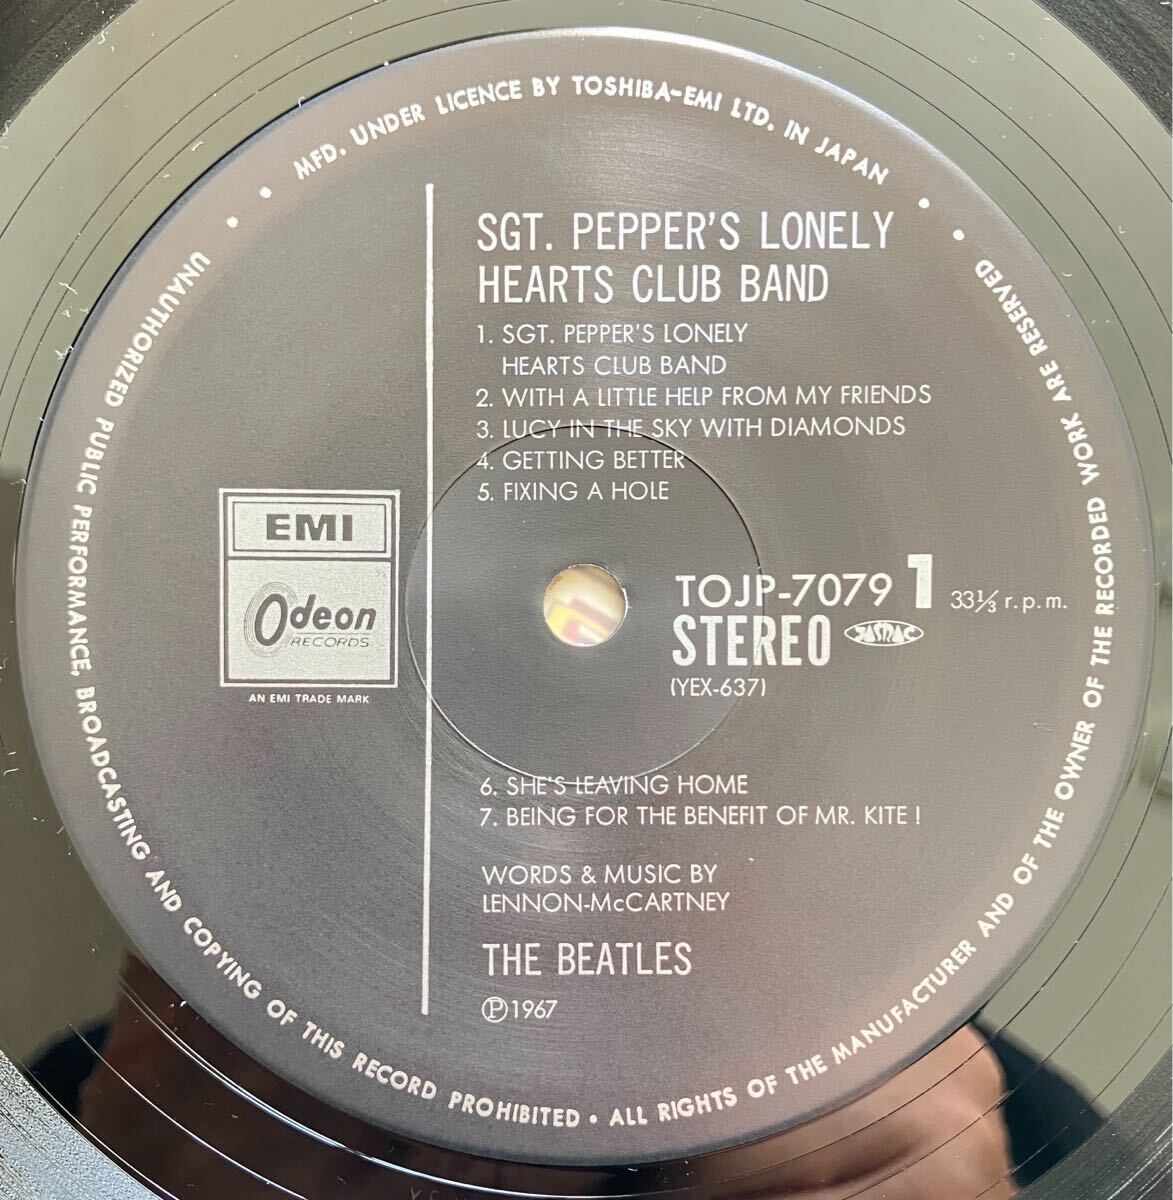 MFD. UNDER LICENCE BY TOSHIBA-EMI LTD. IN JAPAN
SGT. PEPPER'S LONELY
HEARTS CLUB BAND
1. SGT. PEPPER'S LONELY
HEARTS CLUB BAND
2. WITH A LITTLE HELP FROM MY FRIENDS
3. LUCY IN THE SKY WITH DIAMONDS
4. GETTING BETTER
5. FIXING A HOLE
EMI
Odeon
RECORDS
AN EMI TRADE MARK
TOJP-7079 1 33⅓ r.p.m.
STEREO JASRAC
(YEX-637)
6. SHE'S LEAVING HOME
7. BEING FOR THE BENEFIT OF MR. KITE !
WORDS & MUSIC BY
LENNON-McCARTNEY
THE BEATLES
Ⓟ1967
UNAUTHORIZED PUBLIC PERFORMANCE, BROADCASTING AND COPYING OF THIS RECORD PROHIBITED • ALL RIGHTS OF THE MANUFACTURER AND OF THE OWNER OF THE RECORDED WORK ARE RESERVED